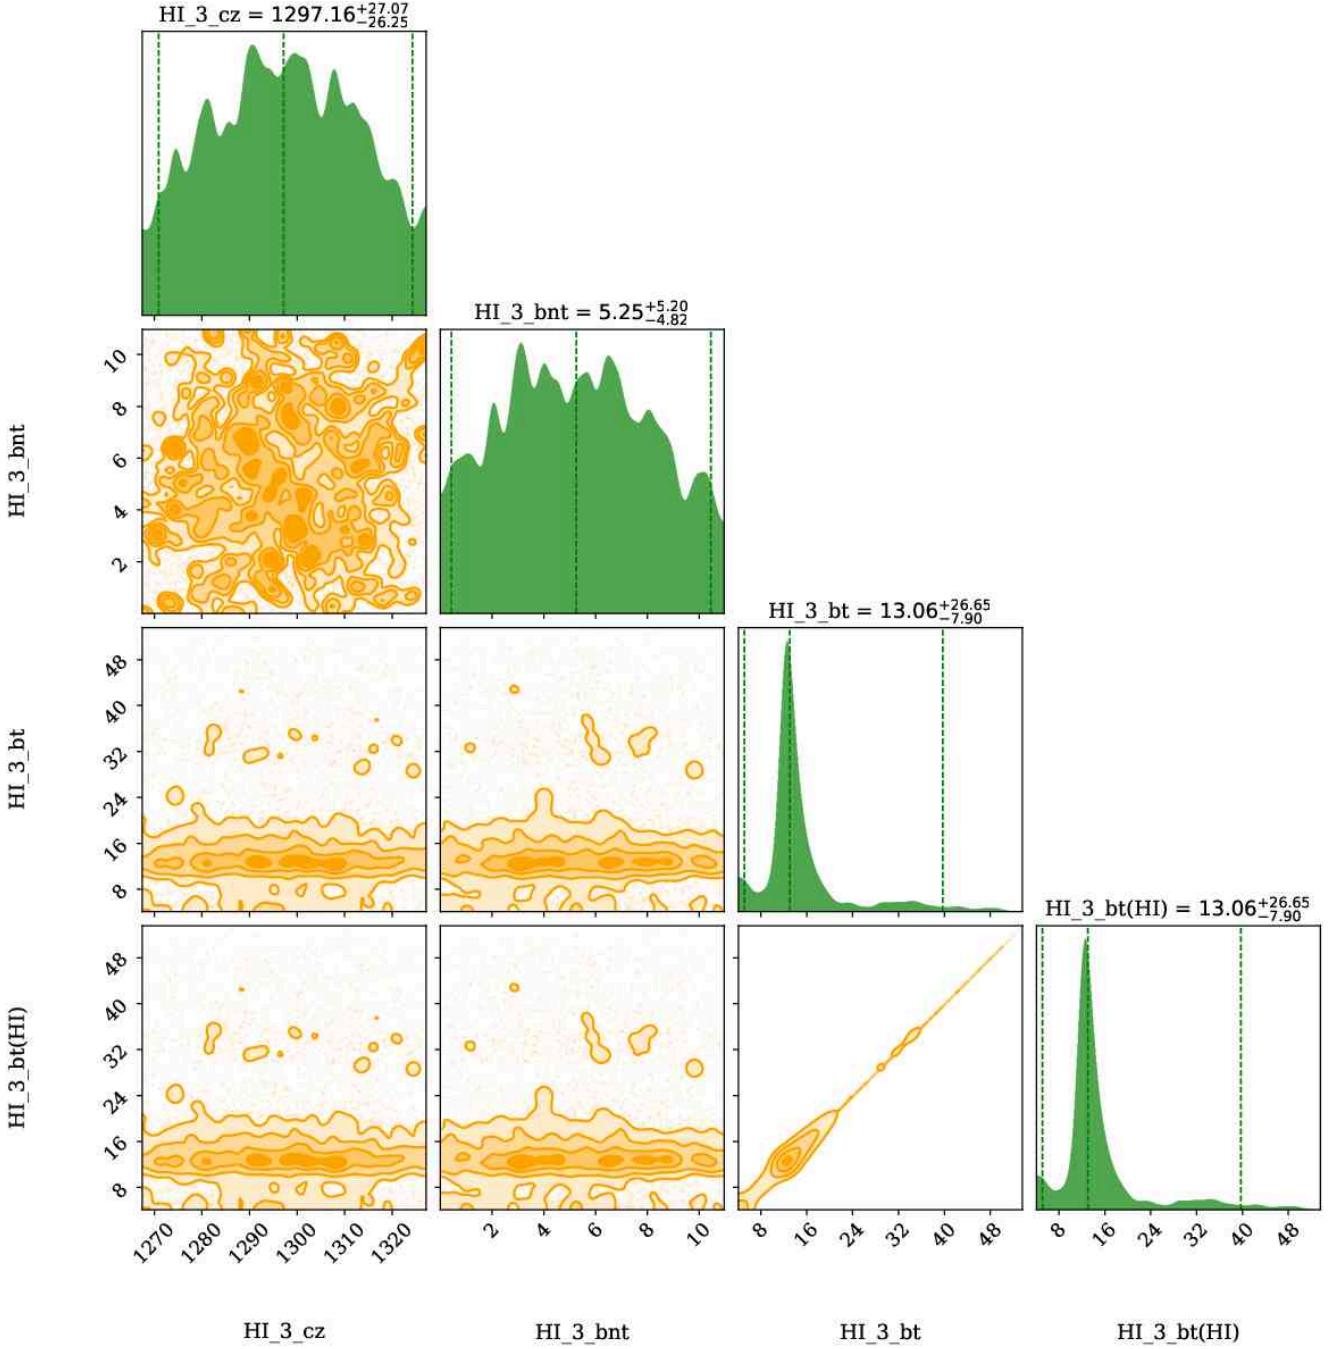 HI_3_cz = 1297.16+27.07 −26.25
HI_3_bnt = 5.25+5.20 −4.82
HI_3_bnt
10
8
6
4
2
HI_3_bt = 13.06+26.65 −7.90
HI_3_bt
48
40
32
24
16
8
HI_3_bt(HI) = 13.06+26.65 −7.90
HI_3_bt(HI)
48
40
32
24
16
8
1270 1280 1290 1300 1310 1320
2 4 6 8 10
8 16 24 32 40 48
8 16 24 32 40 48
HI_3_cz
HI_3_bnt
HI_3_bt
HI_3_bt(HI)